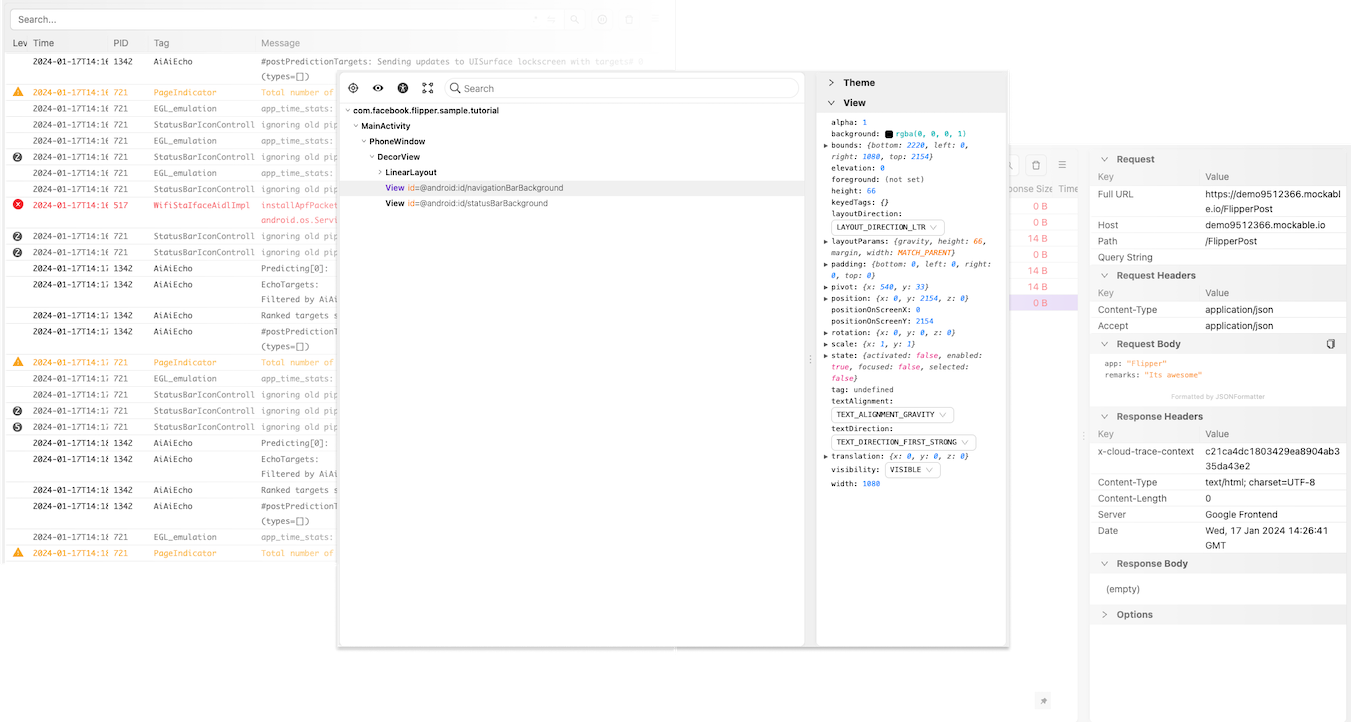 Search...
Lev Time PID Tag Message
2024-01-17T14:16 1342 AiAiEcho #postPredictionTargets: Sending updates to UISurface lockscreen with targets# 0
(types=[])
2024-01-17T14:16 721 PageIndicator Total number of
2024-01-17T14:16 721 EGL_emulation app_time_stats:
2024-01-17T14:16 721 StatusBarIconControll ignoring old pip
2024-01-17T14:16 721 EGL_emulation app_time_stats:
2 2024-01-17T14:16 721 StatusBarIconControll ignoring old pip
2024-01-17T14:16 721 EGL_emulation app_time_stats:
2024-01-17T14:16 721 StatusBarIconControll ignoring old pip
2024-01-17T14:16 517 WifiStaIfaceAidlImpl installApfPacket
android.os.Servi
2 2024-01-17T14:16 721 StatusBarIconControll ignoring old pip
2 2024-01-17T14:16 721 StatusBarIconControll ignoring old pip
2024-01-17T14:17 1342 AiAiEcho Predicting[0]:
2024-01-17T14:17 1342 AiAiEcho EchoTargets:
Filtered by AiAi
2024-01-17T14:17 1342 AiAiEcho Ranked targets s
2024-01-17T14:17 1342 AiAiEcho #postPredictionT
(types=[])
2024-01-17T14:17 721 PageIndicator Total number of
2024-01-17T14:17 721 EGL_emulation app_time_stats:
2024-01-17T14:17 721 StatusBarIconControll ignoring old pip
2 2024-01-17T14:17 721 StatusBarIconControll ignoring old pip
5 2024-01-17T14:17 721 StatusBarIconControll ignoring old pip
2024-01-17T14:18 1342 AiAiEcho Predicting[0]:
2024-01-17T14:18 1342 AiAiEcho EchoTargets:
Filtered by AiAi
2024-01-17T14:18 1342 AiAiEcho Ranked targets s
2024-01-17T14:18 1342 AiAiEcho #postPredictionT
(types=[])
2024-01-17T14:18 721 EGL_emulation app_time_stats:
2024-01-17T14:18 721 PageIndicator Total number of
Search
com.facebook.flipper.sample.tutorial
MainActivity
PhoneWindow
DecorView
LinearLayout
View id=@android:id/navigationBarBackground
View id=@android:id/statusBarBackground
Theme
View
alpha: 1
background: rgba(0, 0, 0, 1)
bounds: {bottom: 2220, left: 0,
right: 1080, top: 2154}
elevation: 0
foreground: (not set)
height: 66
keyedTags: {}
layoutDirection:
LAYOUT_DIRECTION_LTR
layoutParams: {gravity, height: 66,
margin, width: MATCH_PARENT}
padding: {bottom: 0, left: 0, right:
0, top: 0}
pivot: {x: 540, y: 33}
position: {x: 0, y: 2154, z: 0}
positionOnScreenX: 0
positionOnScreenY: 2154
rotation: {x: 0, y: 0, z: 0}
scale: {x: 1, y: 1}
state: {activated: false, enabled:
true, focused: false, selected:
false}
tag: undefined
textAlignment:
TEXT_ALIGNMENT_GRAVITY
textDirection:
TEXT_DIRECTION_FIRST_STRONG
translation: {x: 0, y: 0, z: 0}
visibility: VISIBLE
width: 1080
ponse Size Time
0 B
0 B
14 B
0 B
14 B
14 B
0 B
Request
Key Value
Full URL https://demo9512366.mockabl
e.io/FlipperPost
Host demo9512366.mockable.io
Path /FlipperPost
Query String
Request Headers
Key Value
Content-Type application/json
Accept application/json
Request Body
app: "Flipper"
remarks: "Its awesome"
Formatted by JSONFormatter
Response Headers
Key Value
x-cloud-trace-context c21ca4dc1803429ea8904ab3
35da43e2
Content-Type text/html; charset=UTF-8
Content-Length 0
Server Google Frontend
Date Wed, 17 Jan 2024 14:26:41
GMT
Response Body
(empty)
Options